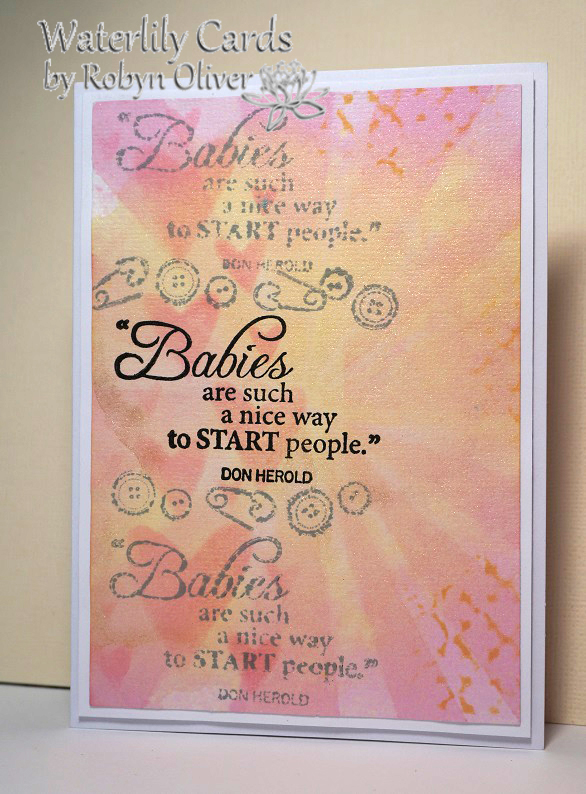 Waterlily Cards
by Robyn Oliver
“Babies
are such
a nice way
to START people.”
DON HEROLD
“Babies
are such
a nice way
to START people.”
DON HEROLD
“Babies
are such
a nice way
to START people.”
DON HEROLD